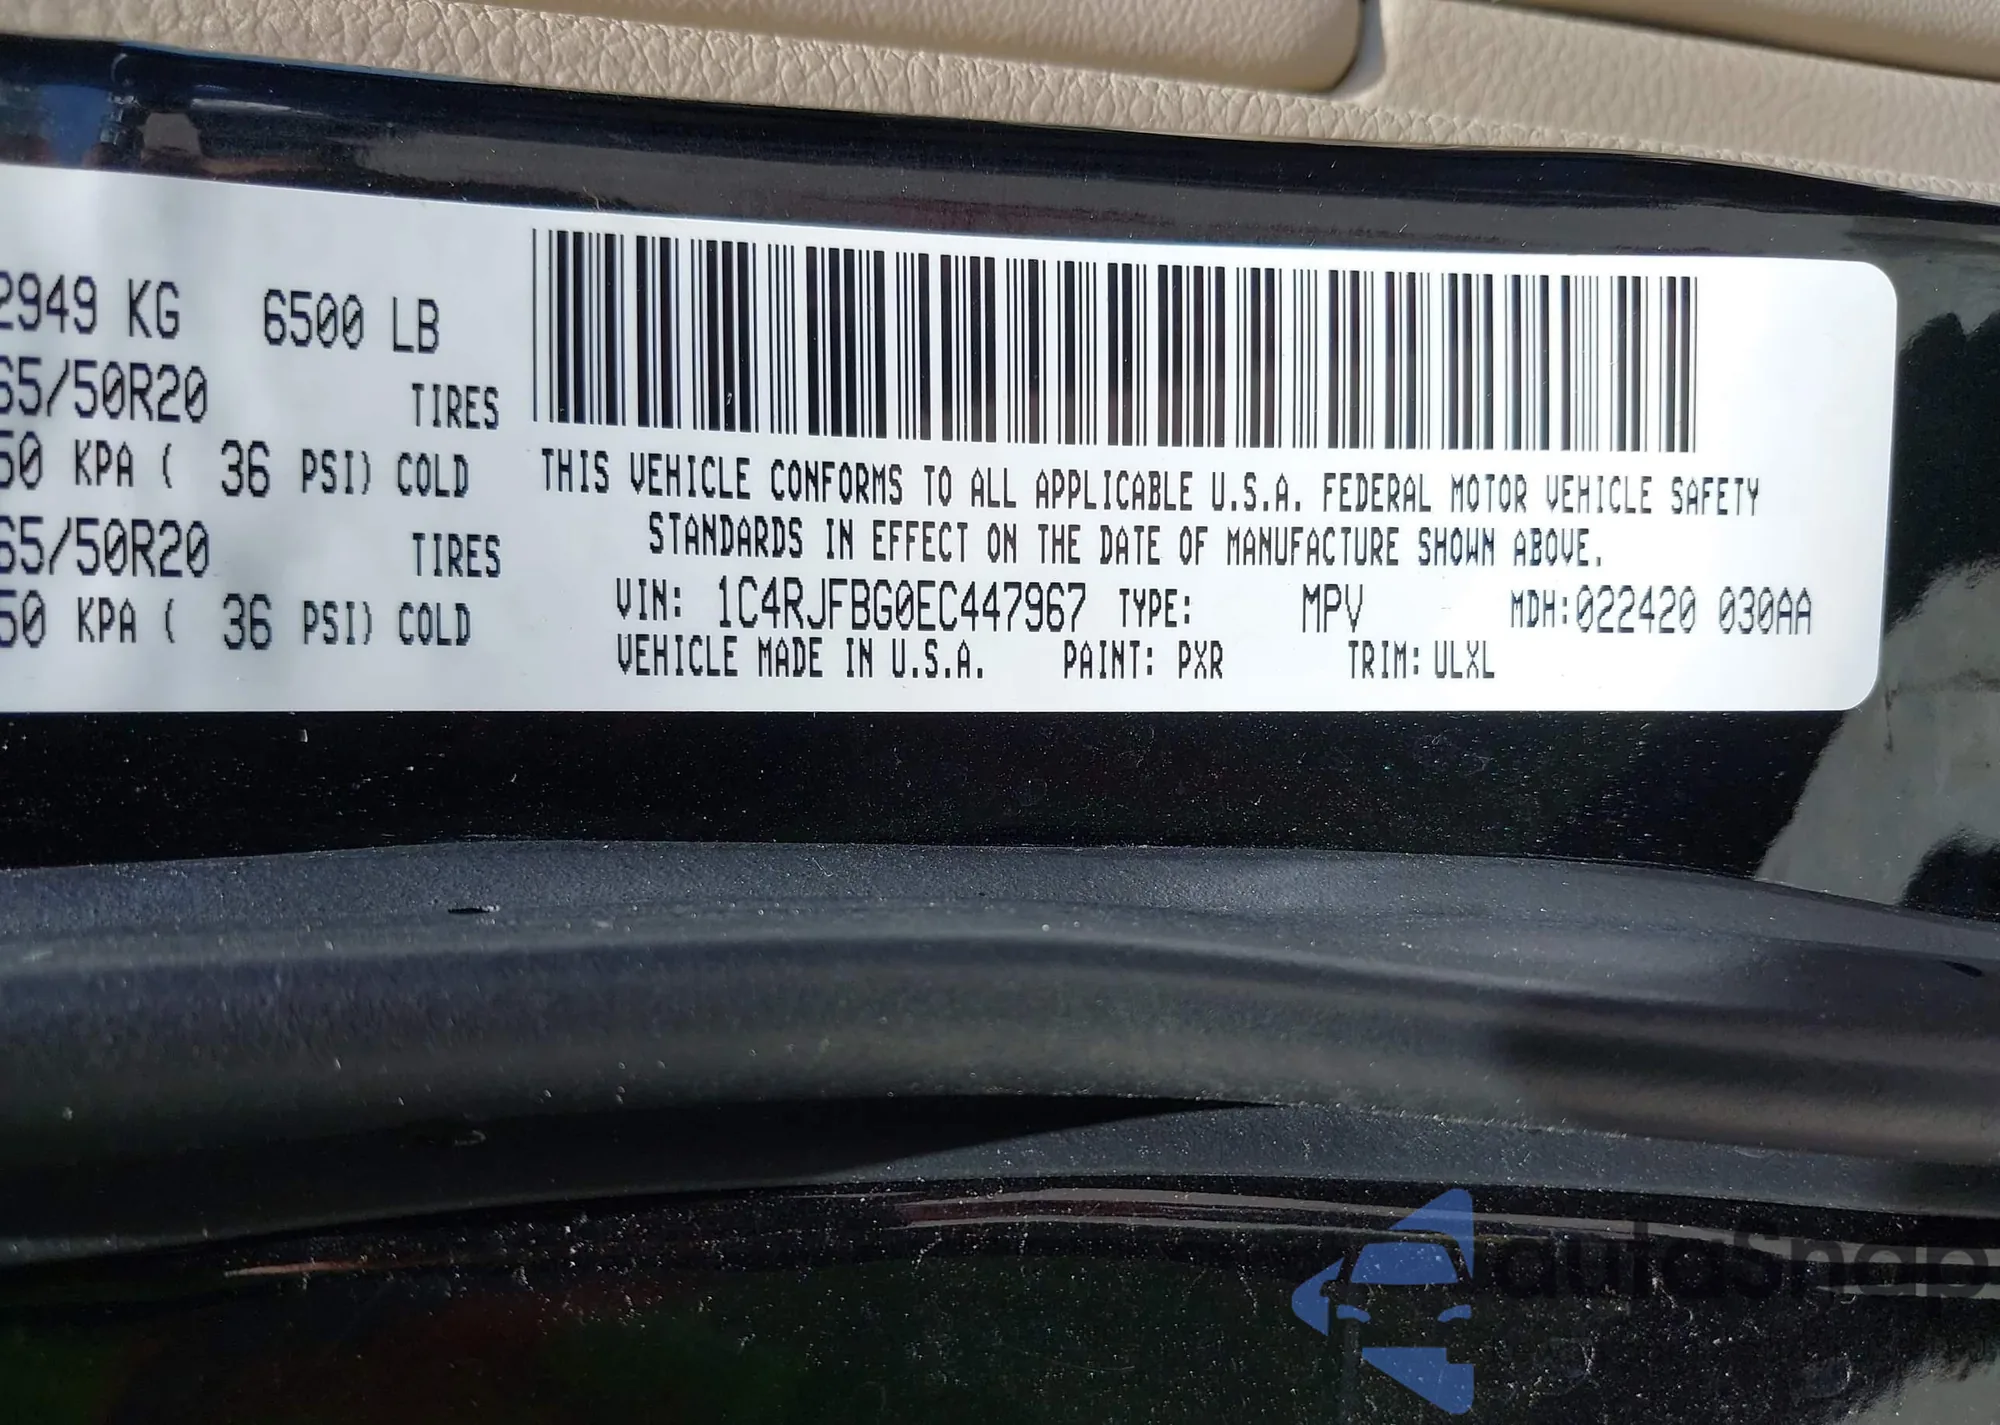 2949 KG 6500 LB
65/50R20 TIRES
50 KPA ( 36 PSI) COLD
65/50R20 TIRES
50 KPA ( 36 PSI) COLD
THIS VEHICLE CONFORMS TO ALL APPLICABLE U.S.A. FEDERAL MOTOR VEHICLE SAFETY
STANDARDS IN EFFECT ON THE DATE OF MANUFACTURE SHOWN ABOVE.
VIN: 1C4RJFBG0EC447967 TYPE: MPV MDH:022420 030AA
VEHICLE MADE IN U.S.A. PAINT: PXR TRIM: ULXL
autoSnap